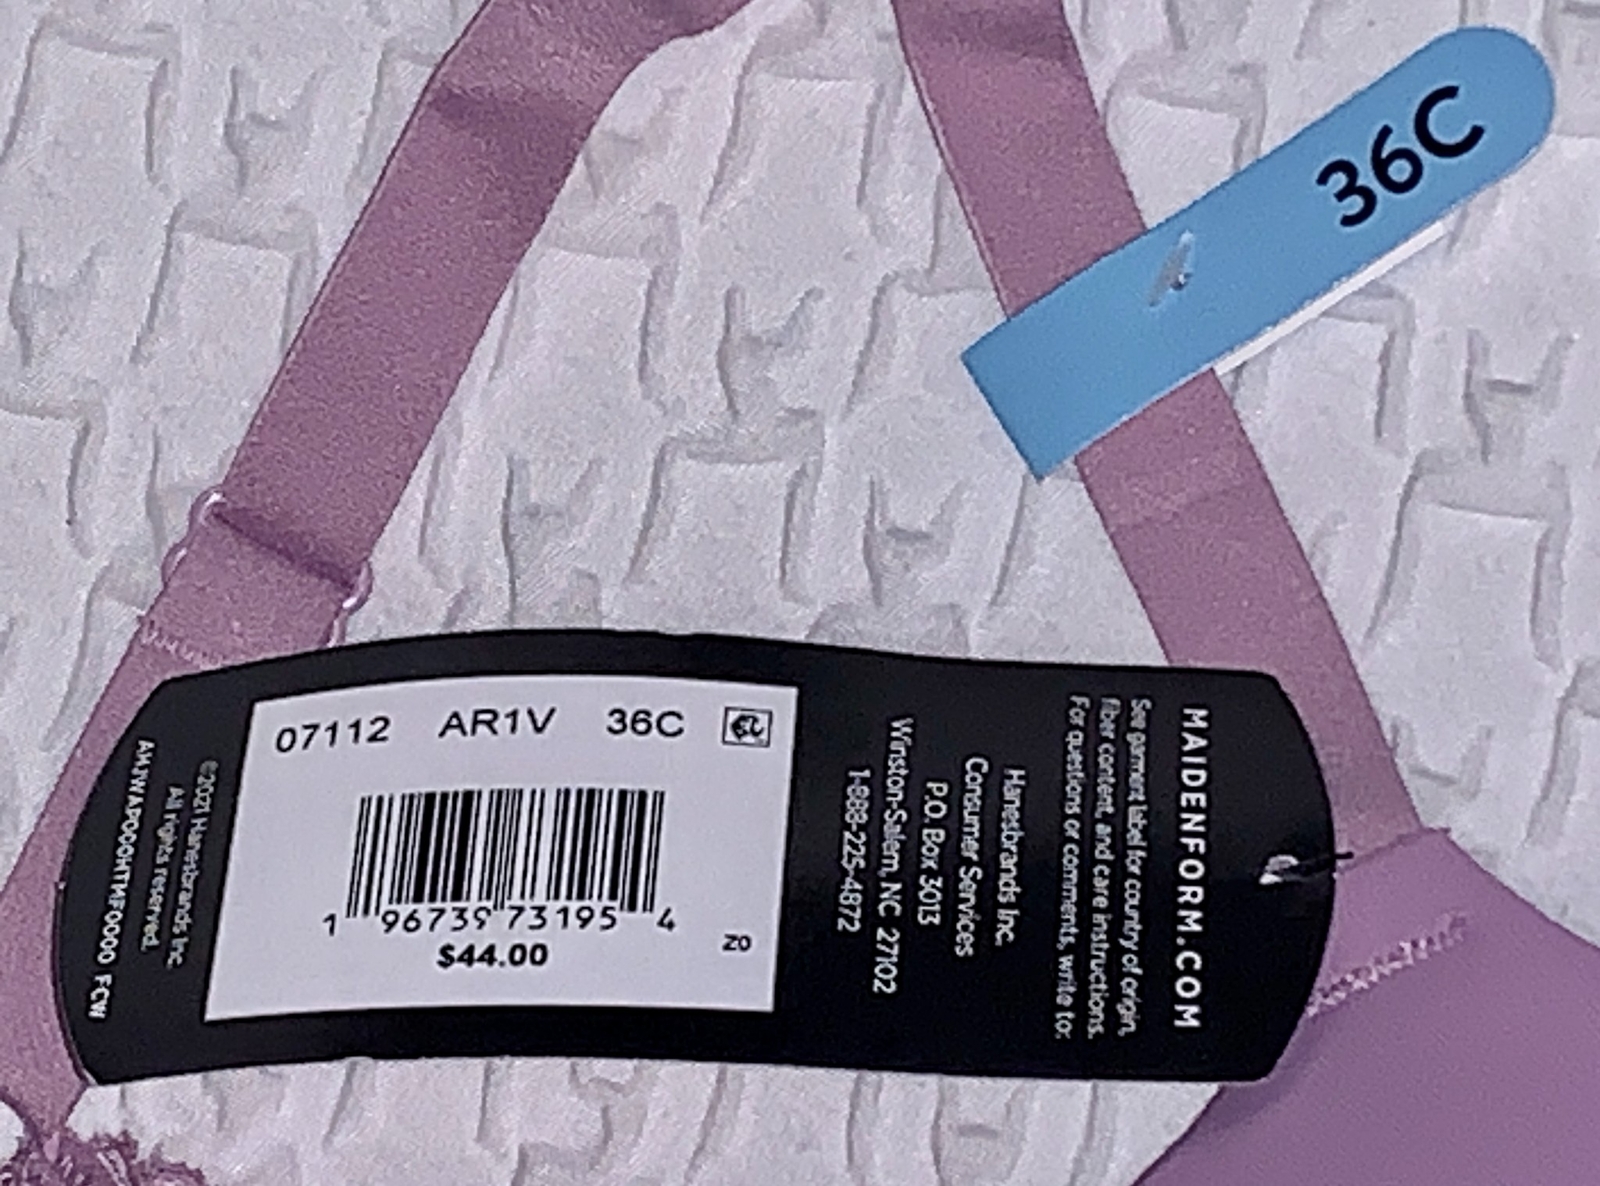 36C
07112 AR1V 36C
1 96739 73195 4
$44.00
Z0
MAIDENFORM.COM
See garment label for country of origin,
fiber content, and care instructions.
For questions or comments, write to:
Hanesbrands Inc.
Consumer Services
P.O. Box 3013
Winston-Salem, NC 27102
1-888-225-4872
©2021 Hanesbrands Inc.
All rights reserved.
FCW